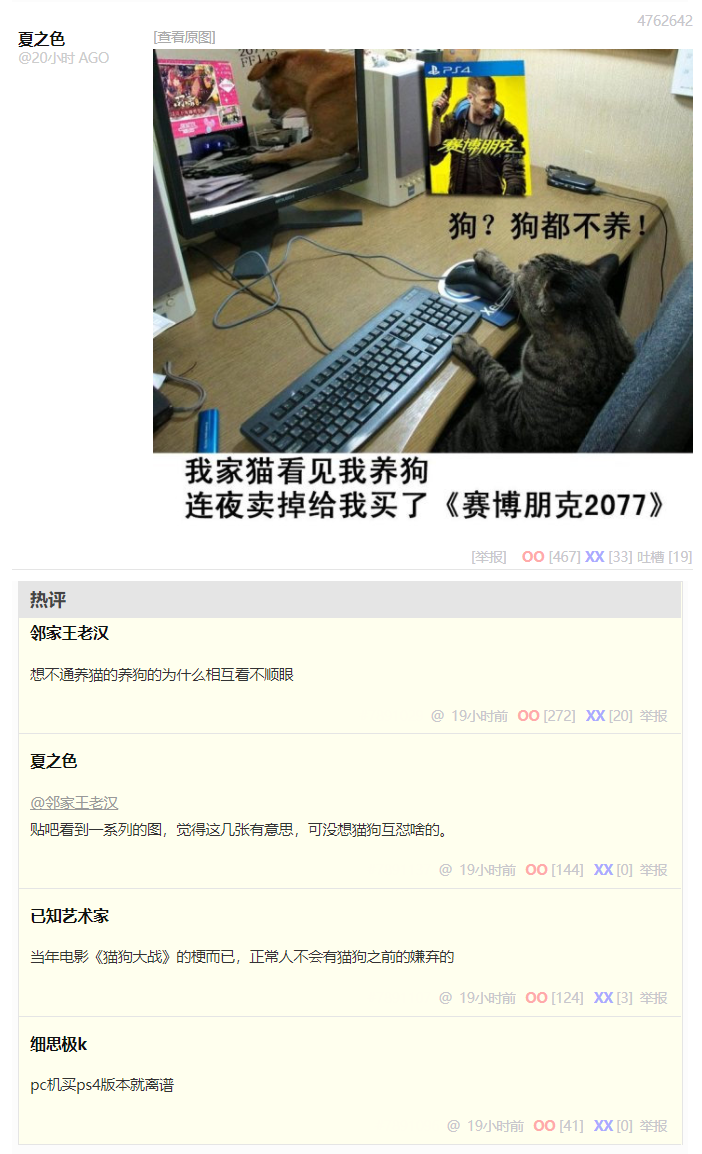 4762642
夏之色
[查看原图]
@20小时 AGO
PS4
赛博朋克
狗？狗都不养！
我家猫看见我养狗
连夜卖掉给我买了《赛博朋克2077》
[举报] OO [467] XX [33] 吐槽 [19]
热评
邻家王老汉
想不通养猫的养狗的为什么相互看不顺眼
@ 19小时前 OO [272] XX [20] 举报
夏之色
@邻家王老汉
贴吧看到一系列的图，觉得这几张有意思，可没想猫狗互怼啥的。
@ 19小时前 OO [144] XX [0] 举报
已知艺术家
当年电影《猫狗大战》的梗而已，正常人不会有猫狗之前的嫌弃的
@ 19小时前 OO [124] XX [3] 举报
细思极k
pc机买ps4版本就离谱
@ 19小时前 OO [41] XX [0] 举报